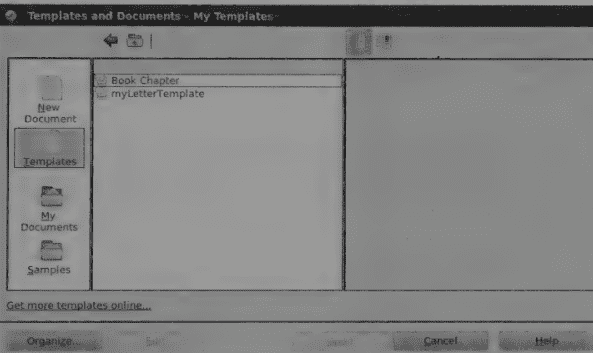 Templates and Documents - My Templates
Book Chapter
myLetterTemplate
New
Document
Templates
My
Documents
Samples
Get more templates online...
Organize...
Cancel
Help